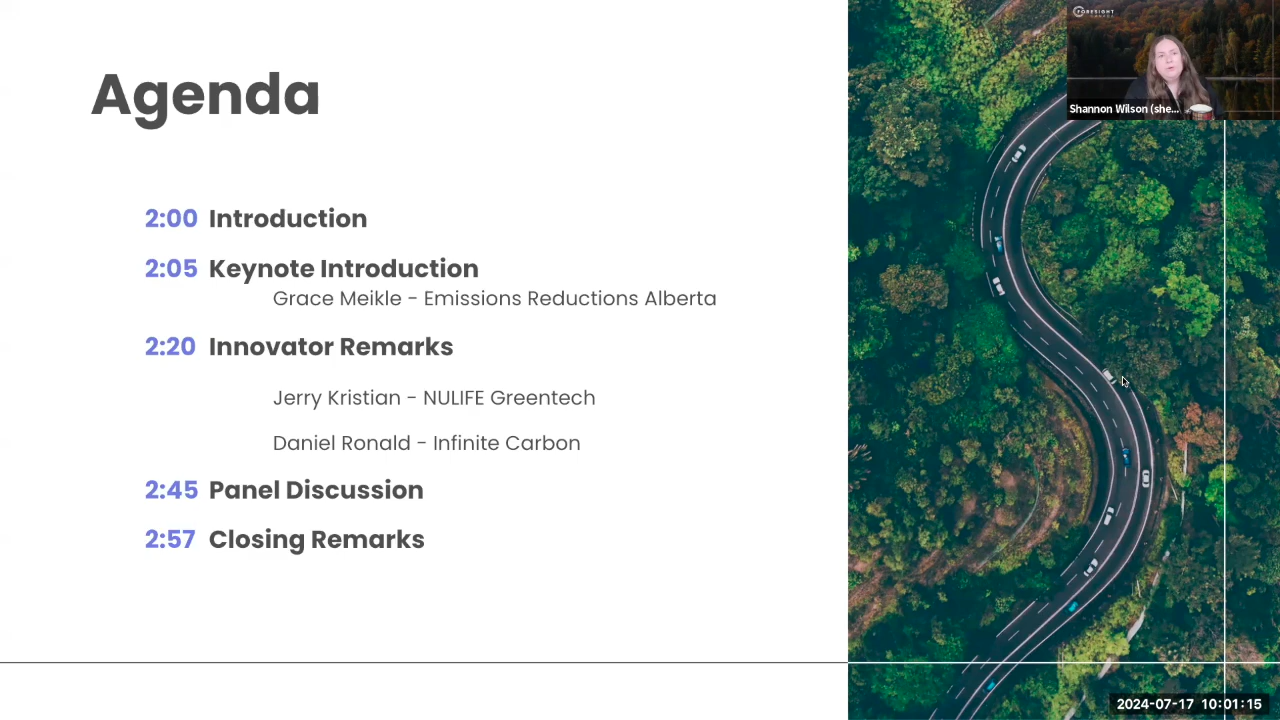 Agenda
2:00 Introduction
2:05 Keynote Introduction
Grace Meikle - Emissions Reductions Alberta
2:20 Innovator Remarks
Jerry Kristian - NULIFE Greentech
Daniel Ronald - Infinite Carbon
2:45 Panel Discussion
2:57 Closing Remarks
FORESIGHT
Shannon Wilson (she...
2024-07-17 10:01:15